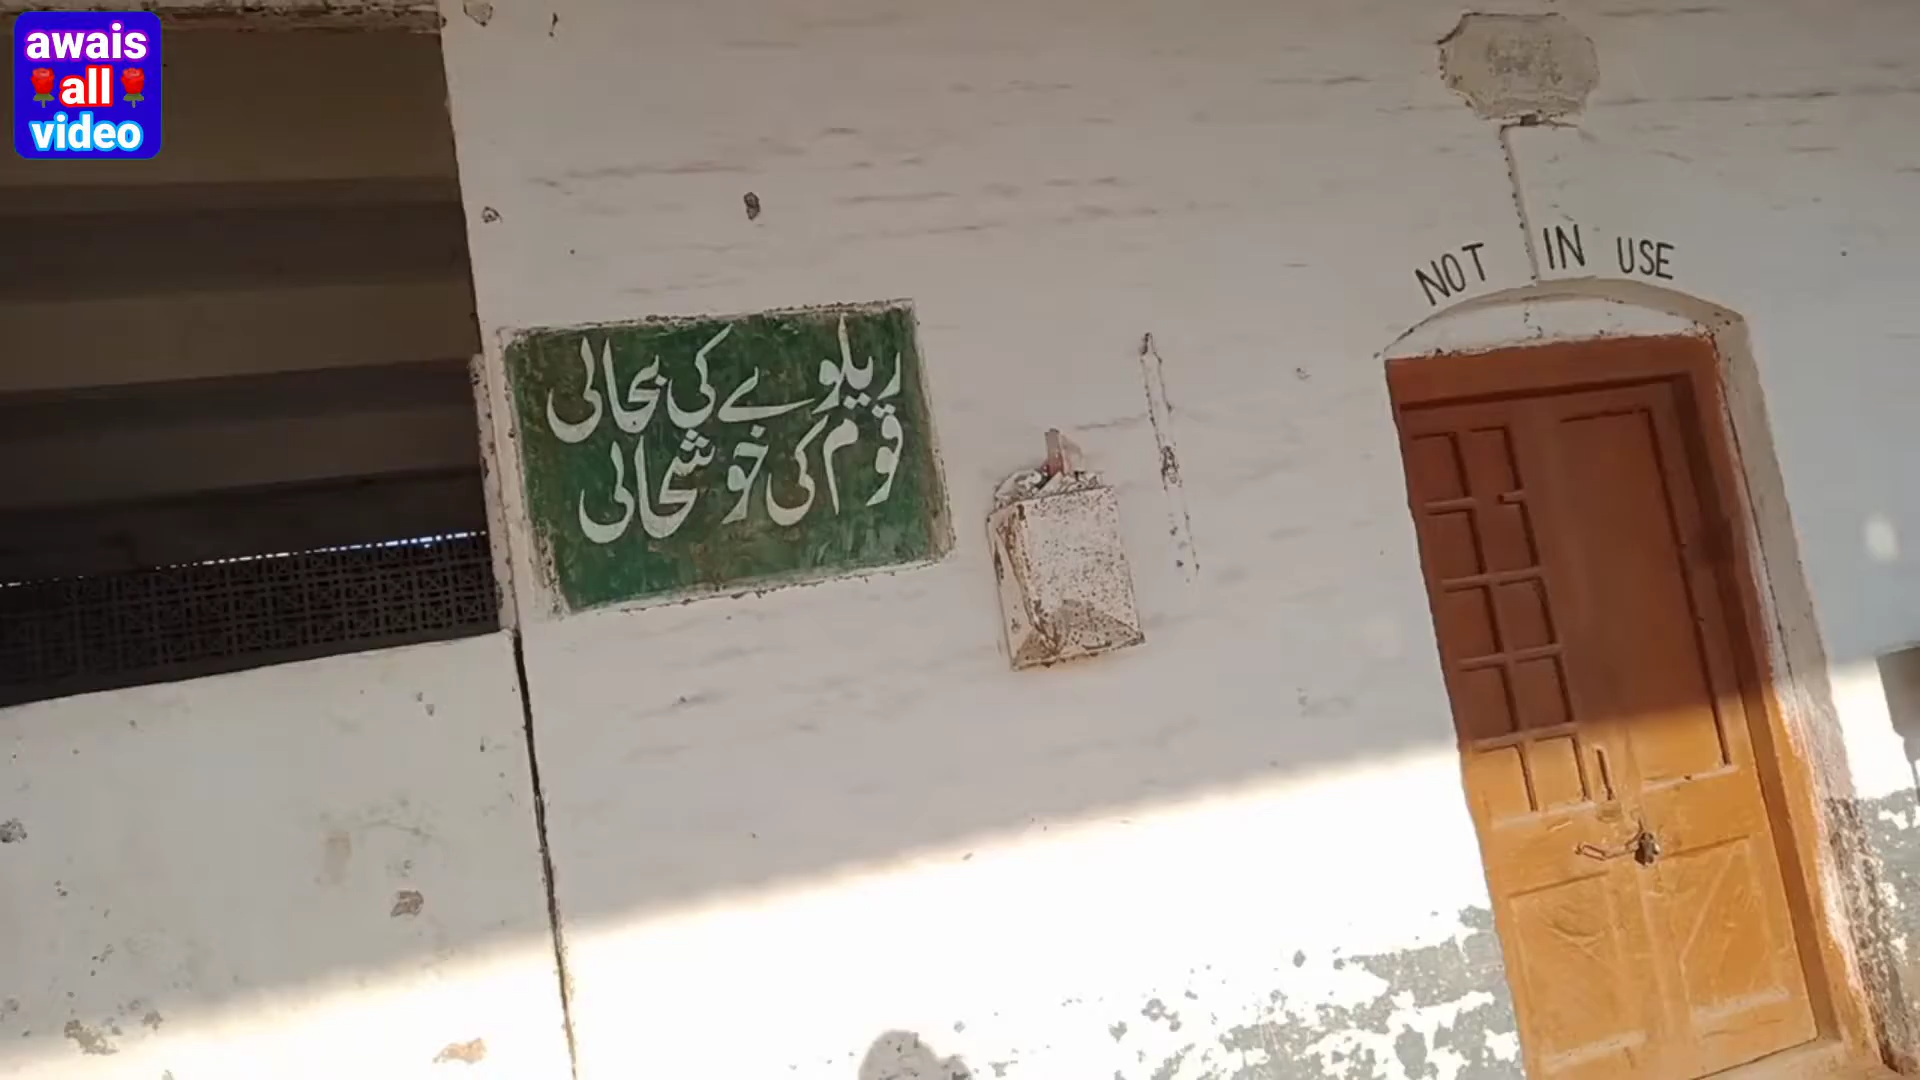 awais
all
video
ریلوے کی بحالی
قوم کی خوشحالی
NOT IN USE